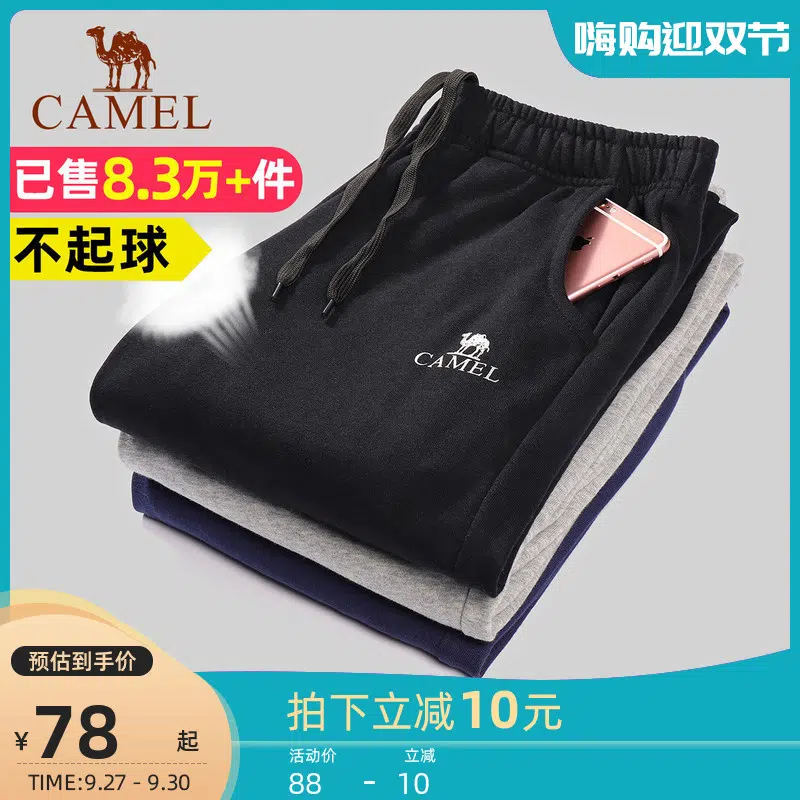 嗨购迎双节
CAMEL
已售8.3万+件
不起球
CAMEL
预估到手价
¥78起
TIME:9.27 - 9.30
拍下立减10元
活动价 立减
88 - 10